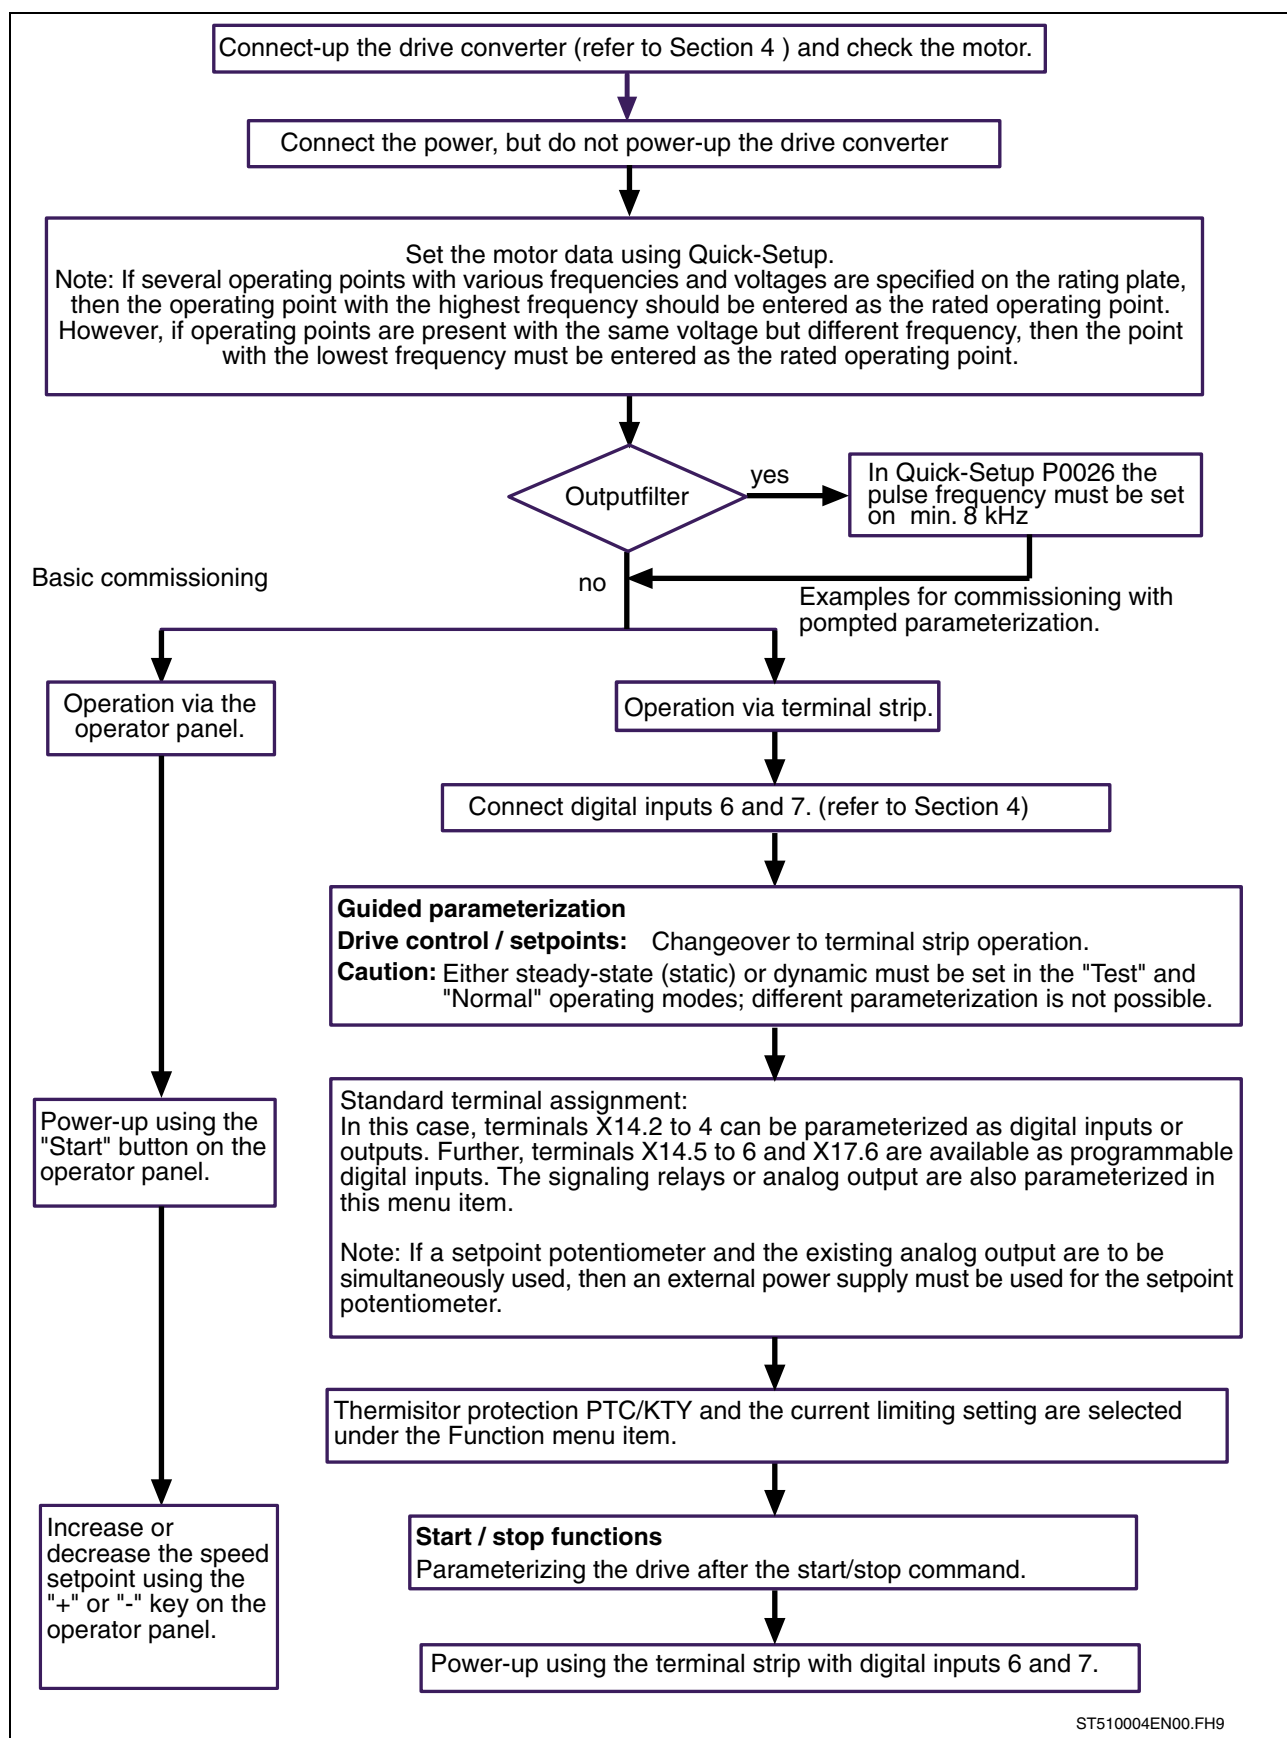 Connect-up the drive converter (refer to Section 4 ) and check the motor.
Connect the power, but do not power-up the drive converter
Set the motor data using Quick-Setup.
Note: If several operating points with various frequencies and voltages are specified on the rating plate,
then the operating point with the highest frequency should be entered as the rated operating point.
However, if operating points are present with the same voltage but different frequency, then the point
with the lowest frequency must be entered as the rated operating point.
Outputfilter
yes
In Quick-Setup P0026 the
pulse frequency must be set
on min. 8 kHz
Basic commissioning
no
Examples for commissioning with
pompted parameterization.
Operation via the
operator panel.
Operation via terminal strip.
Connect digital inputs 6 and 7. (refer to Section 4)
Guided parameterization
Drive control / setpoints: Changeover to terminal strip operation.
Caution: Either steady-state (static) or dynamic must be set in the "Test" and
"Normal" operating modes; different parameterization is not possible.
Power-up using the
"Start" button on the
operator panel.
Standard terminal assignment:
In this case, terminals X14.2 to 4 can be parameterized as digital inputs or
outputs. Further, terminals X14.5 to 6 and X17.6 are available as programmable
digital inputs. The signaling relays or analog output are also parameterized in
this menu item.
Note: If a setpoint potentiometer and the existing analog output are to be
simultaneously used, then an external power supply must be used for the setpoint
potentiometer.
Thermisitor protection PTC/KTY and the current limiting setting are selected
under the Function menu item.
Increase or
decrease the speed
setpoint using the
"+" or "-" key on the
operator panel.
Start / stop functions
Parameterizing the drive after the start/stop command.
Power-up using the terminal strip with digital inputs 6 and 7.
ST510004EN00.FH9